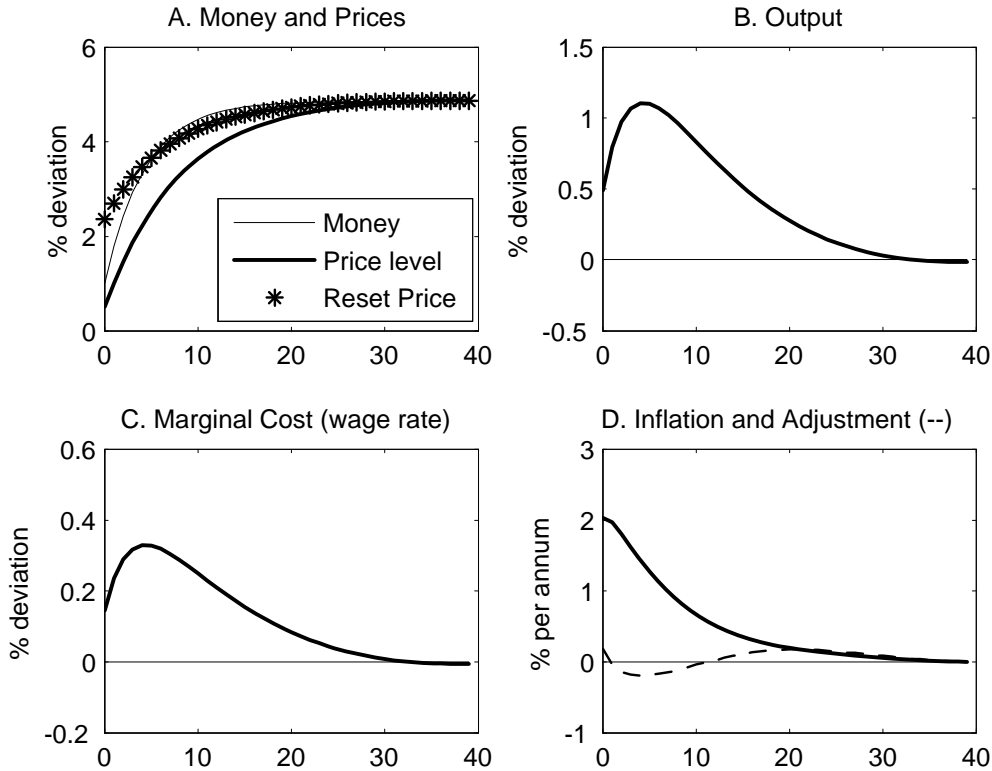 A. Money and Prices
% deviation
6
4
2
0
0 10 20 30 40
Money
Price level
Reset Price
B. Output
% deviation
1.5
1
0.5
0
-0.5
0 10 20 30 40
C. Marginal Cost (wage rate)
% deviation
0.6
0.4
0.2
0
-0.2
0 10 20 30 40
D. Inflation and Adjustment (--)
% per annum
3
2
1
0
-1
0 10 20 30 40